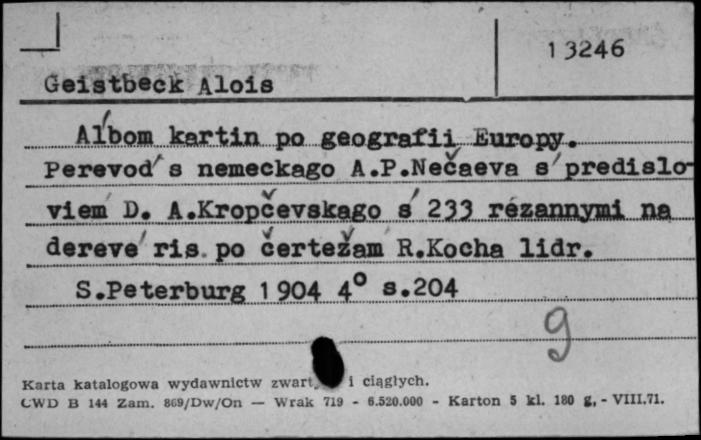 13246
Geistbeck Alois
Al'bom kartin po geografii Europy.
Perevod' s nemeckago A.P.Nečaeva s' predislo-
viem' D. A.Kropčevskago s' 233 rézannymi na
dereve' ris. po čertežam' R.Kocha lidr.
S.Peterburg 1904 4° s.204
9
Karta katalogowa wydawnictw zwart i ciągłych.
CWD B 144 Zam. 869/Dw/On — Wrak 719 - 6.520.000 - Karton 5 kl. 180 g, - VIII.71.